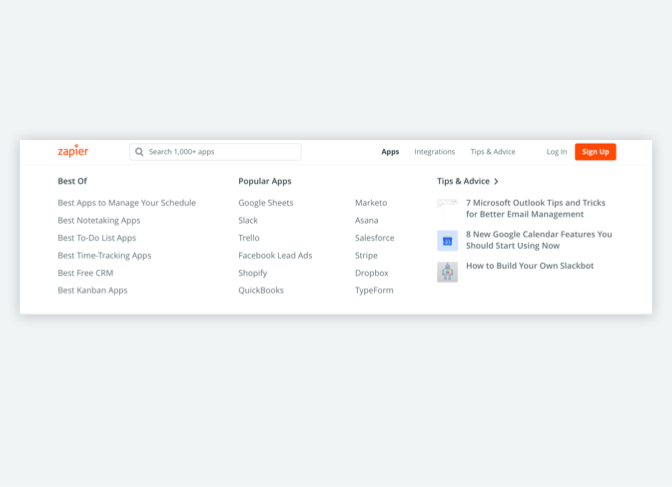 zapier
Search 1,000+ apps
Apps
Integrations
Tips & Advice
Log In
Sign Up
Best Of
Best Apps to Manage Your Schedule
Best Notetaking Apps
Best To-Do List Apps
Best Time-Tracking Apps
Best Free CRM
Best Kanban Apps
Popular Apps
Google Sheets
Slack
Trello
Facebook Lead Ads
Shopify
QuickBooks
Marketo
Asana
Salesforce
Stripe
Dropbox
TypeForm
Tips & Advice
7 Microsoft Outlook Tips and Tricks
for Better Email Management
8 New Google Calendar Features You
Should Start Using Now
How to Build Your Own Slackbot